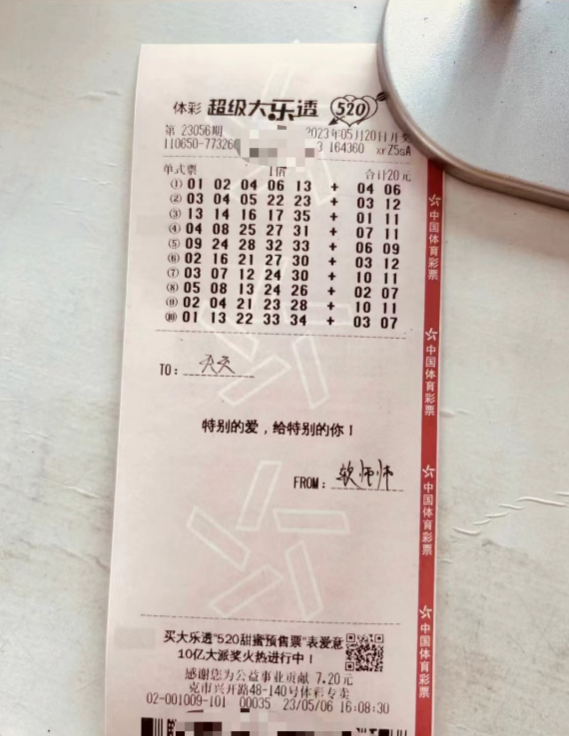 体彩 超级大乐透 520
第 23056期 2023年05月20日开奖
110650-77326 3 164360 xrZ5aA
单式票 1倍 合计20元
① 01 02 04 06 13 + 04 06
② 03 04 05 22 23 + 03 12
③ 13 14 16 17 35 + 01 11
④ 04 08 25 27 31 + 07 11
⑤ 09 24 28 32 33 + 06 09
⑥ 02 16 21 27 30 + 03 12
⑦ 03 07 12 24 30 + 10 11
⑧ 05 08 13 24 26 + 02 07
⑨ 02 04 21 23 28 + 10 11
⑩ 01 13 22 33 34 + 03 07
TO: 天天
特别的爱，给特别的你！
FROM: 软师师
买大乐透"520甜蜜预售票"表爱意
10亿大派奖火热进行中！
感谢您为公益事业贡献 7.20元
克市兴开路48-140号体彩专卖
02-001009-101 00035 23/05/06 16:08:30
中国体育彩票
中国体育彩票
中国体育彩票
中国体育彩票